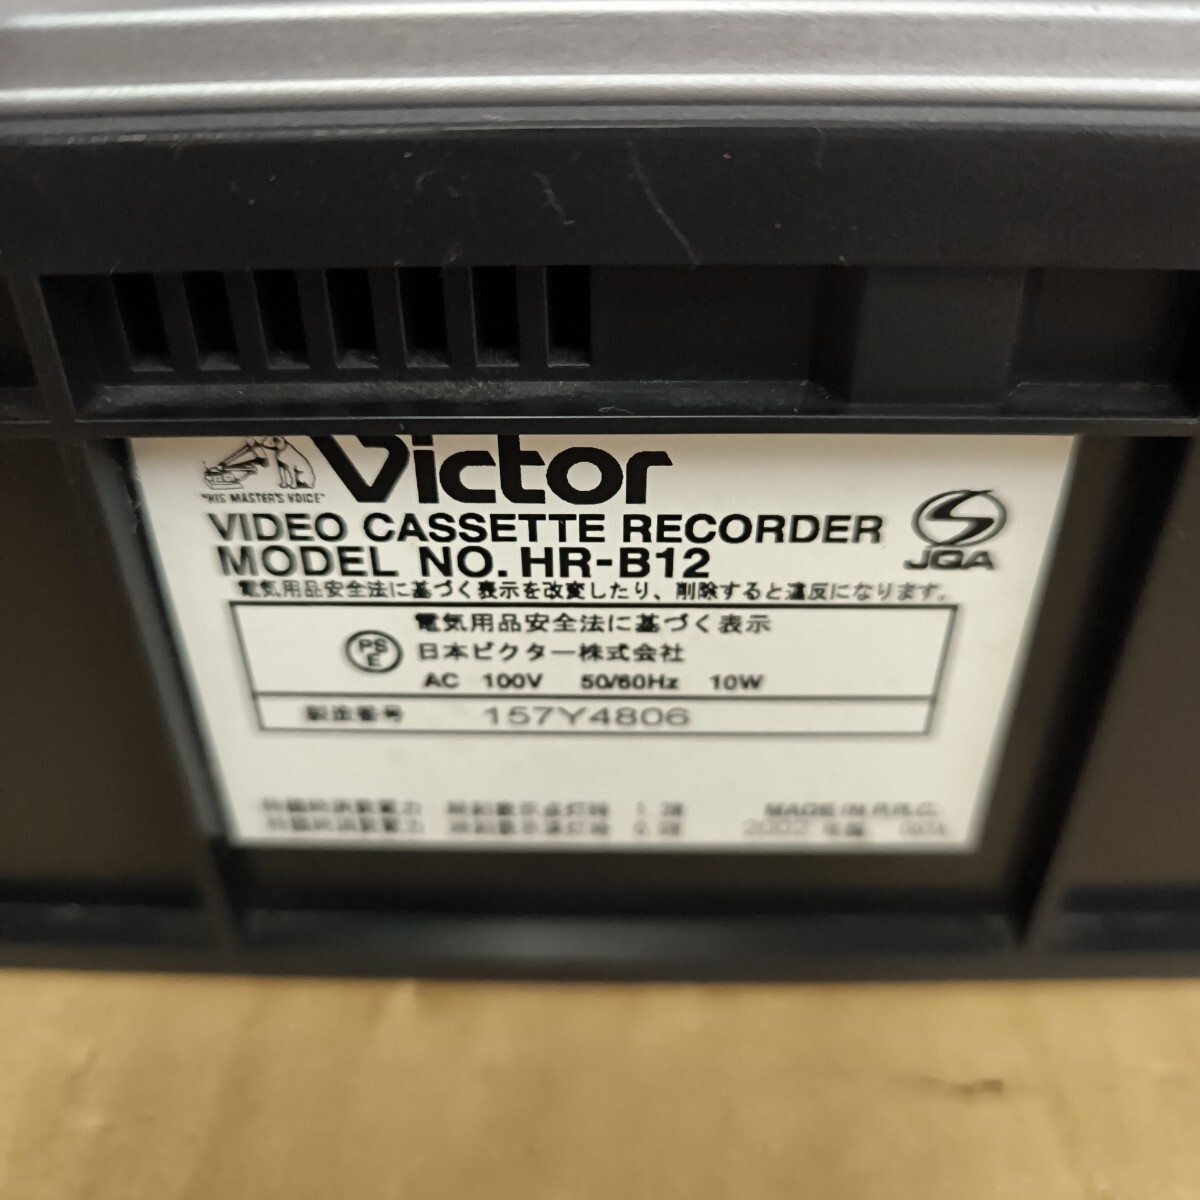 "HIS MASTER'S VOICE"
Victor
VIDEO CASSETTE RECORDER
MODEL NO. HR-B12
JQA
電気用品安全法に基づく表示を改変したり、削除すると違反になります。
電気用品安全法に基づく表示
PS
E
日本ビクター株式会社
AC 100V 50/60Hz 10W
製造番号 157Y4806
MADE IN P.R.C.
2002